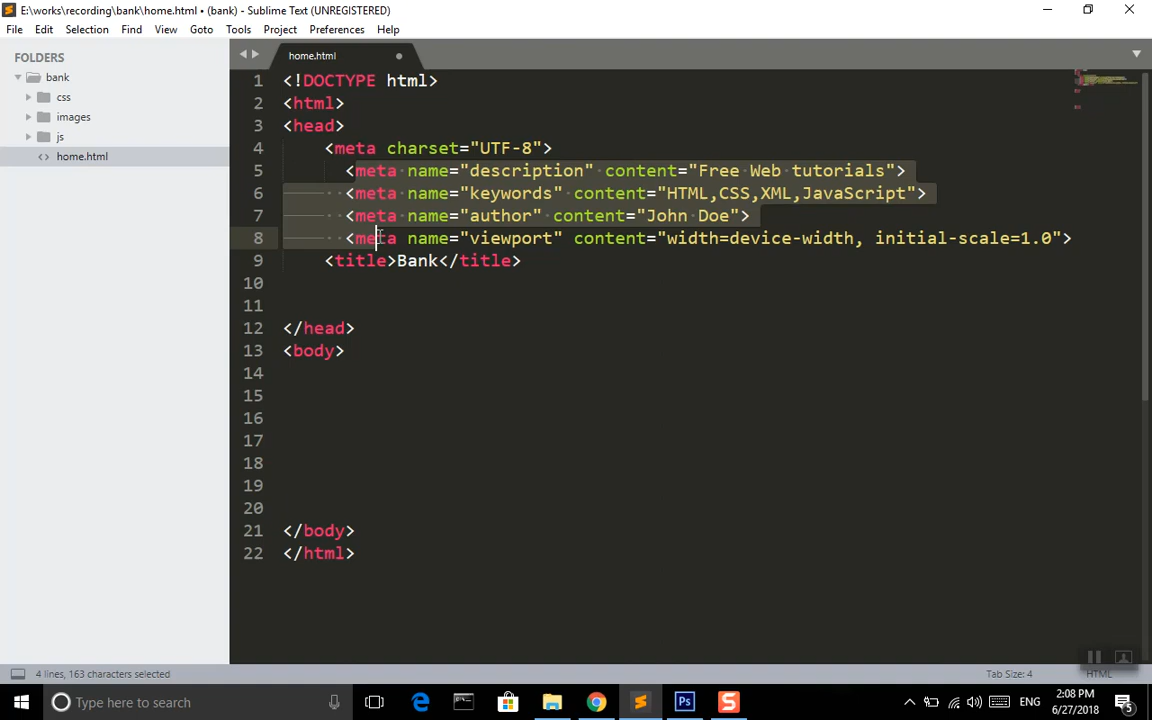 E:\works\recording\bank\home.html • (bank) - Sublime Text (UNREGISTERED)
File Edit Selection Find View Goto Tools Project Preferences Help
FOLDERS
bank
css
images
js
home.html
home.html
1 <!DOCTYPE html>
2 <html>
3 <head>
4 <meta charset="UTF-8">
5 <meta name="description" content="Free Web tutorials">
6 <meta name="keywords" content="HTML,CSS,XML,JavaScript">
7 <meta name="author" content="John Doe">
8 <meta name="viewport" content="width=device-width, initial-scale=1.0">
9 <title>Bank</title>
10
11
12 </head>
13 <body>
14
15
16
17
18
19
20
21 </body>
22 </html>
4 lines, 163 characters selected
Tab Size: 4
HTML
Type here to search
Ps
S
ENG
2:08 PM
6/27/2018
5